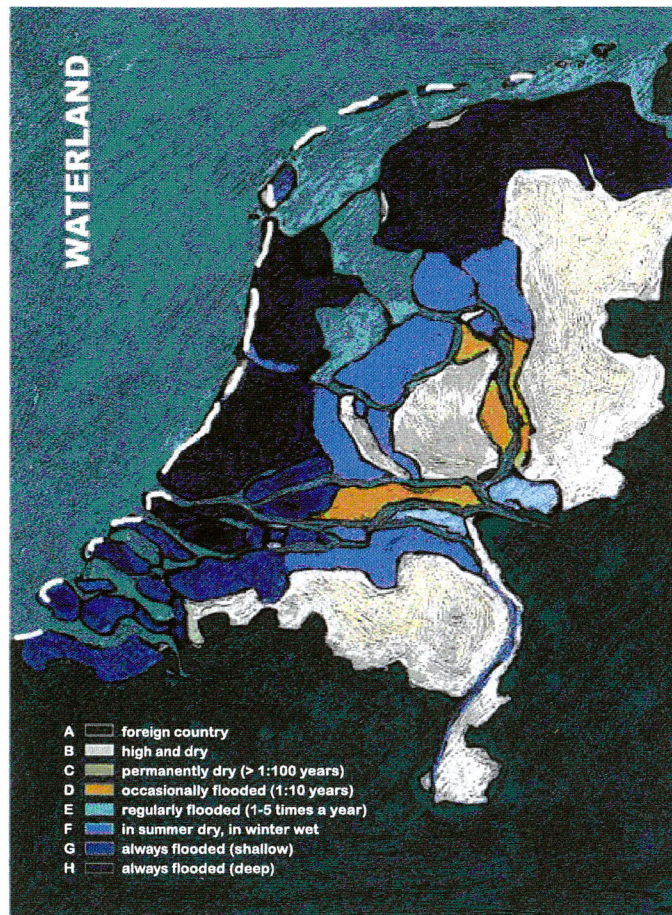 WATERLAND
A foreign country
B high and dry
C permanently dry (> 1:100 years)
D occasionally flooded (1:10 years)
E regularly flooded (1-5 times a year)
F in summer dry, in winter wet
G always flooded (shallow)
H always flooded (deep)